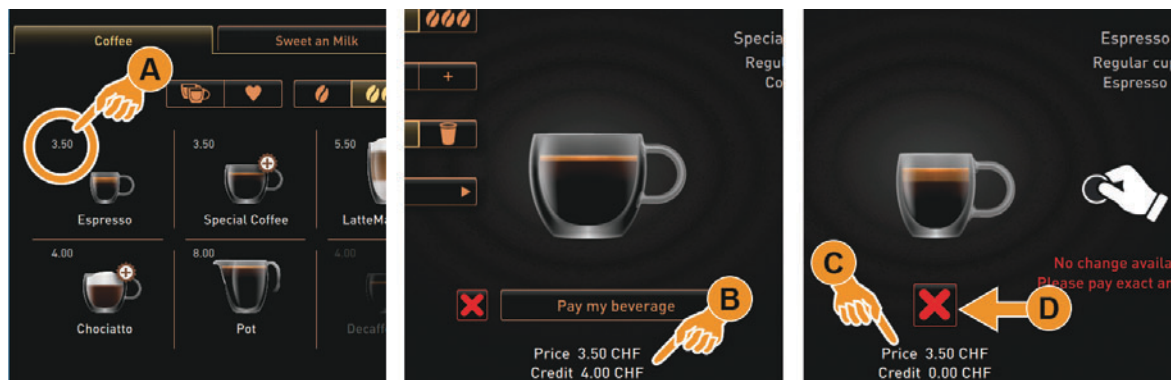 Coffee
Sweet an Milk
A
3.50
3.50
5.50
Espresso
Special Coffee
LatteMa
4.00
8.00
4.00
Chociatto
Pot
Decaff
Specia
Regul
Co
+
Pay my beverage
B
Price 3.50 CHF
Credit 4.00 CHF
Espresso
Regular cup
Espresso
No change availa
Please pay exact am
C
D
Price 3.50 CHF
Credit 0.00 CHF